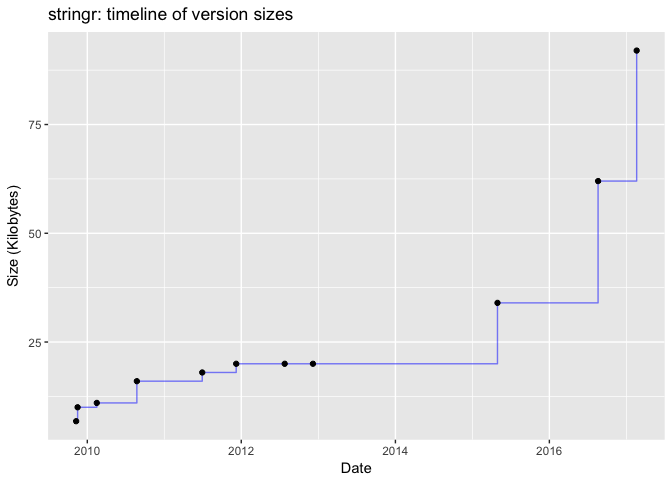 stringr: timeline of version sizes
75
50
25
Size (Kilobytes)
2010 2012 2014 2016
Date